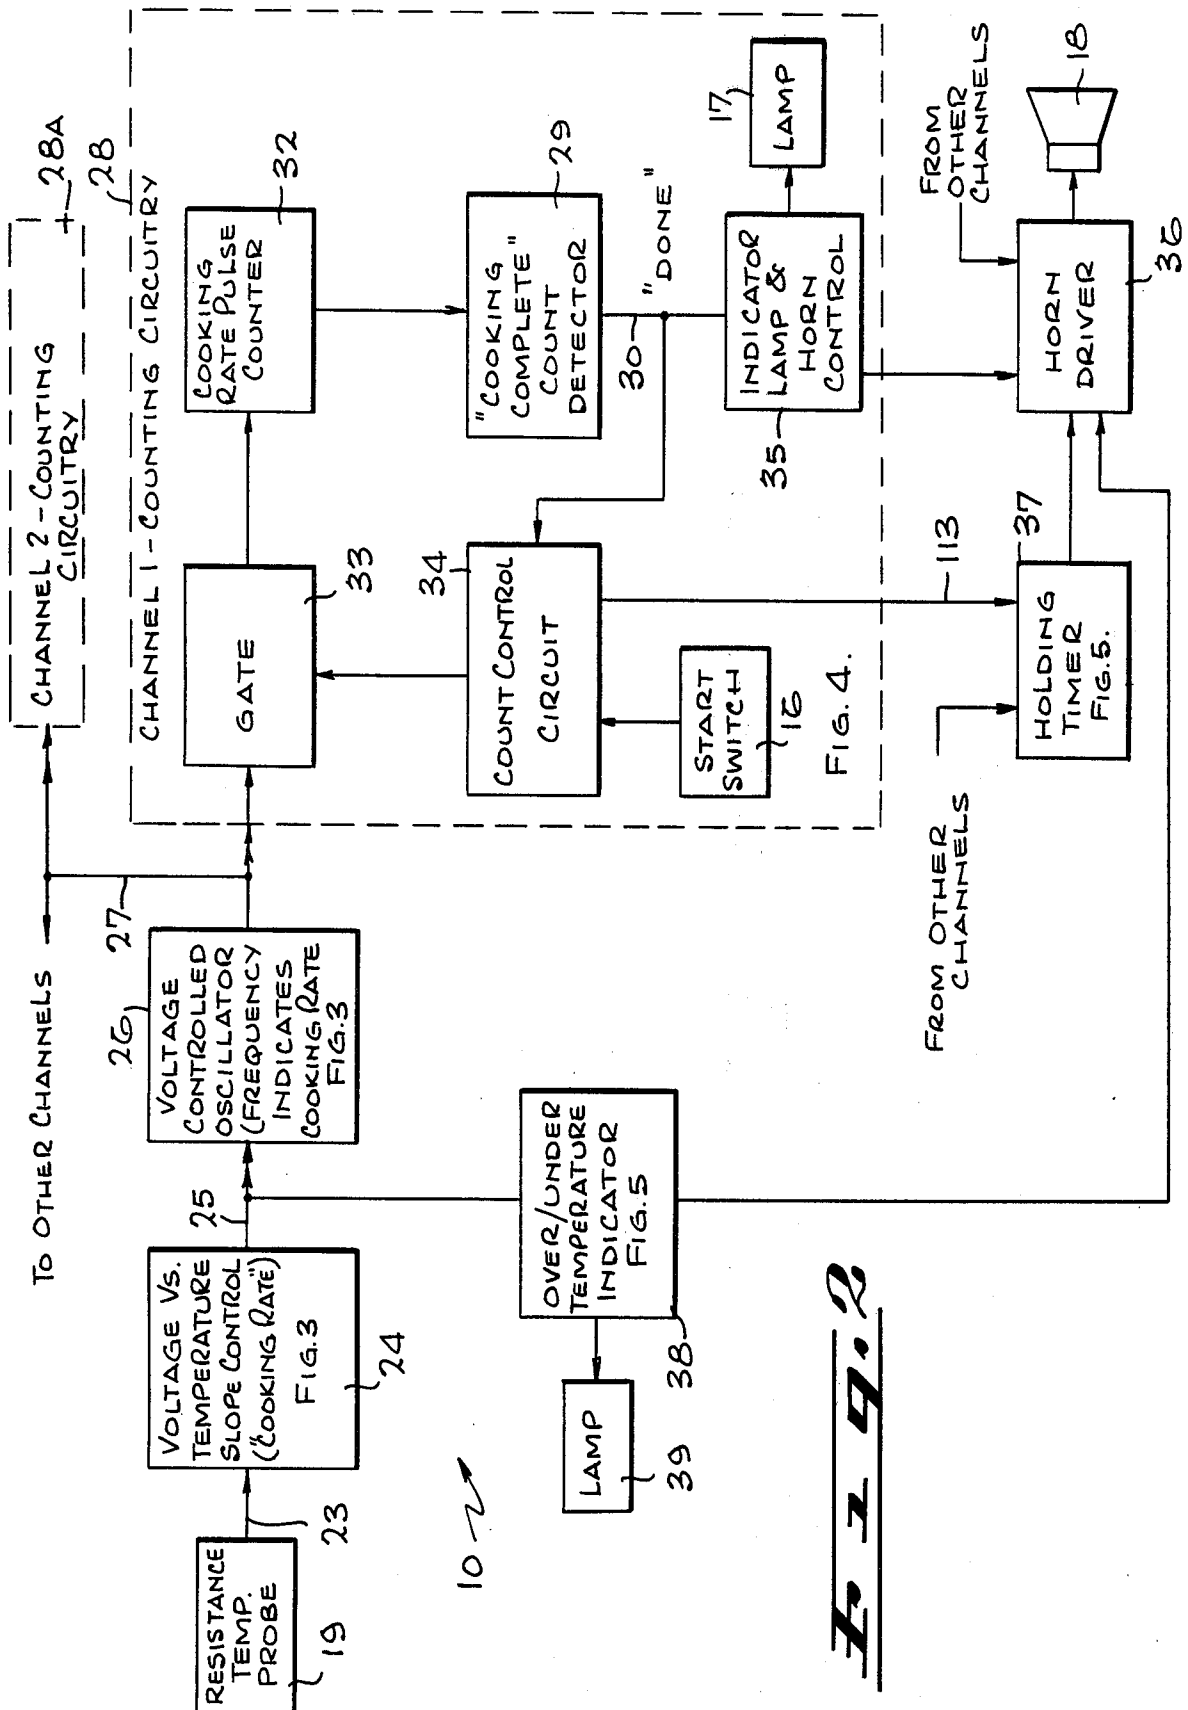 TO OTHER CHANNELS
CHANNEL 2 - COUNTING
CIRCUITRY
28A
28
CHANNEL 1 - COUNTING CIRCUITRY
RESISTANCE
TEMP.
PROBE
19
23
VOLTAGE VS.
TEMPERATURE
SLOPE CONTROL
("COOKING RATE")
FIG.3
24
25
VOLTAGE
CONTROLLED
OSCILLATOR
(FREQUENCY
INDICATES
COOKING RATE
FIG.3
26
27
GATE
33
COOKING
RATE PULSE
COUNTER
32
COUNT CONTROL
CIRCUIT
34
"COOKING
COMPLETE"
COUNT
DETECTOR
29
30
"DONE"
START
SWITCH
16
INDICATOR
LAMP &
HORN
CONTROL
35
LAMP
17
FIG. 4.
113
OVER/UNDER
TEMPERATURE
INDICATOR
FIG.5
38
LAMP
39
10
FROM OTHER
CHANNELS
HOLDING
TIMER
FIG.5.
37
HORN
DRIVER
36
FROM
OTHER
CHANNELS
18
Fig.2